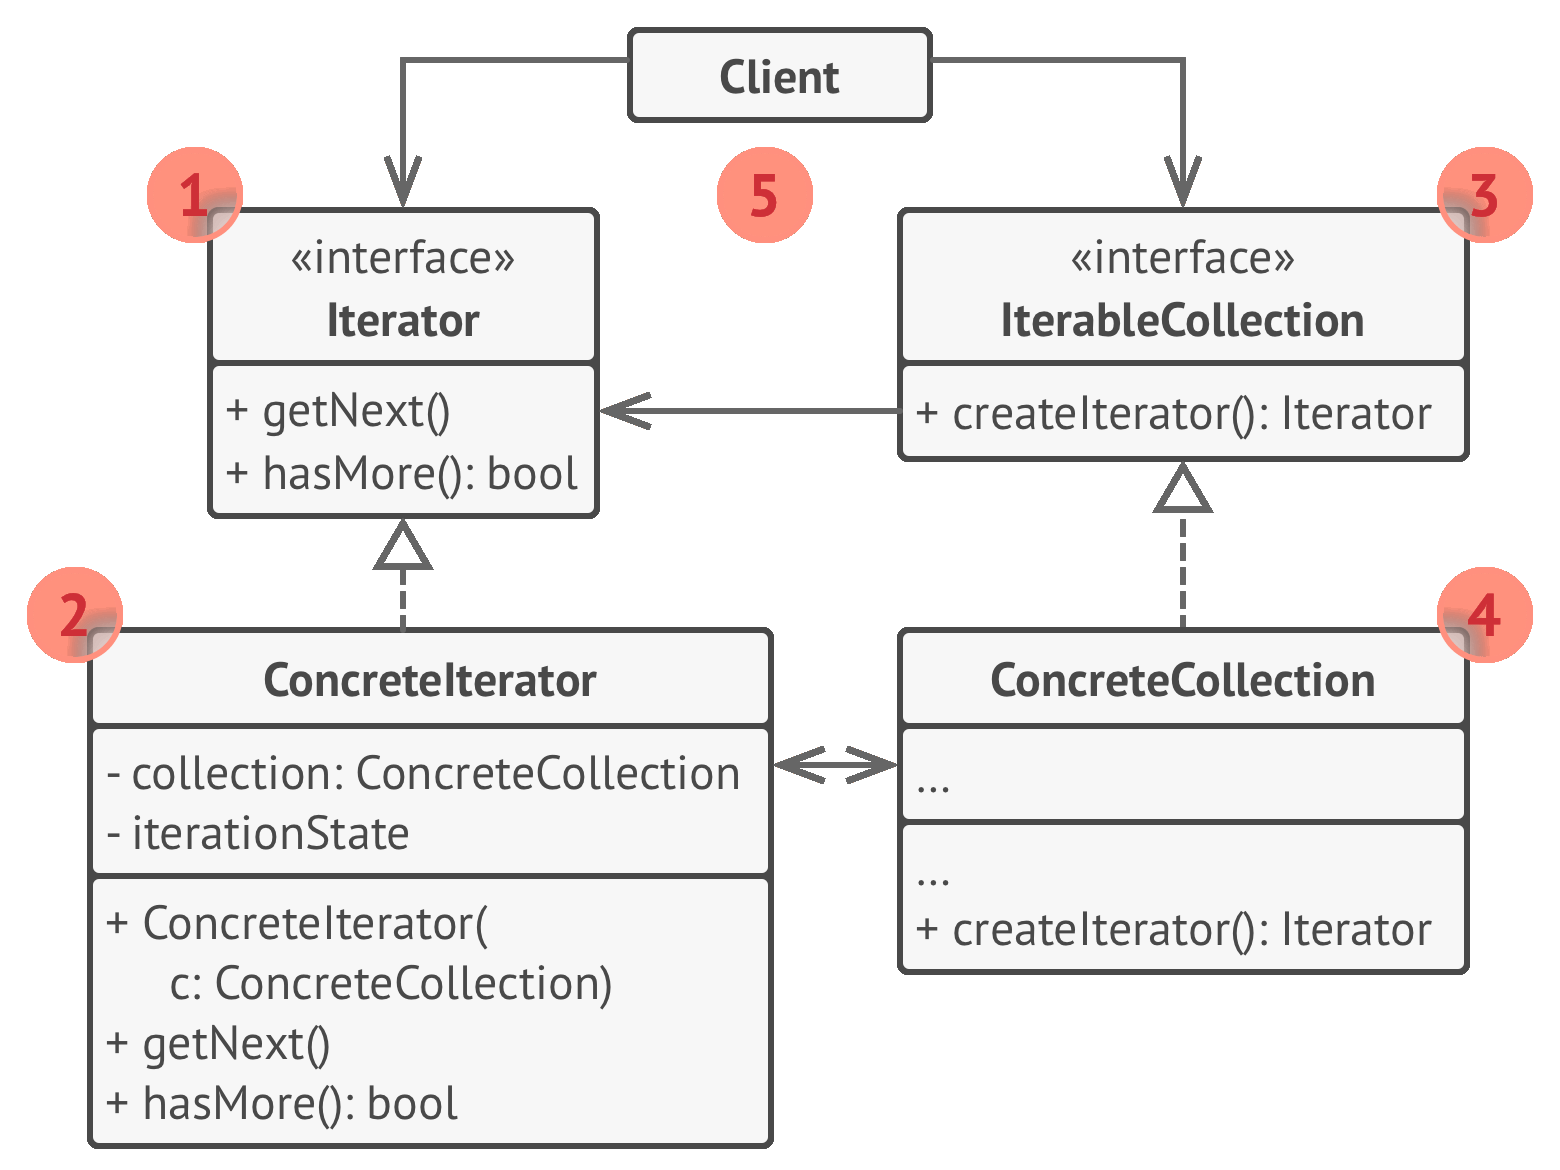 Client
1
5
3
«interface»
Iterator
+ getNext()
+ hasMore(): bool
«interface»
IterableCollection
+ createIterator(): Iterator
2
ConcreteIterator
- collection: ConcreteCollection
- iterationState
+ ConcreteIterator(
c: ConcreteCollection)
+ getNext()
+ hasMore(): bool
4
ConcreteCollection
...
...
+ createIterator(): Iterator